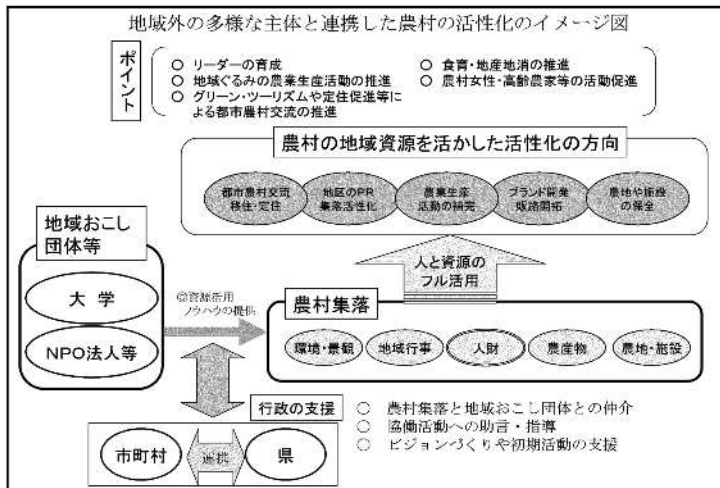 地域外の多様な主体と連携した農村の活性化のイメージ図
ポイント
○ リーダーの育成
○ 地域ぐるみの農業生産活動の推進
○ グリーン・ツーリズムや定住促進等に
よる都市農村交流の推進
○ 食育・地産地消の推進
○ 農村女性・高齢農家等の活動促進
農村の地域資源を活かした活性化の方向
都市農村交流
移住・定住
地区のPR
集落活性化
農業生産
活動の補完
ブランド開発
販路開拓
農地や施設
の保全
地域おこし
団体等
大 学
NPO法人等
◎資源活用
ノウハウの提供
人と資源の
フル活用
農村集落
環境・景観
地域行事
人財
農産物
農地・施設
行政の支援
市町村
連携
県
○ 農村集落と地域おこし団体との仲介
○ 協働活動への助言・指導
○ ビジョンづくりや初期活動の支援